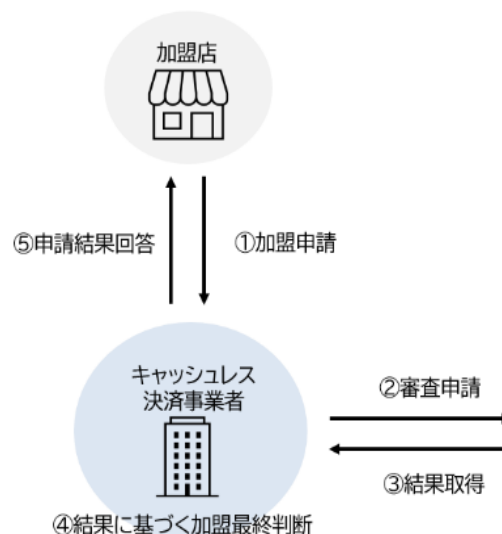 加盟店
⑤申請結果回答
①加盟申請
キャッシュレス
決済事業者
②審査申請
③結果取得
④結果に基づく加盟最終判断